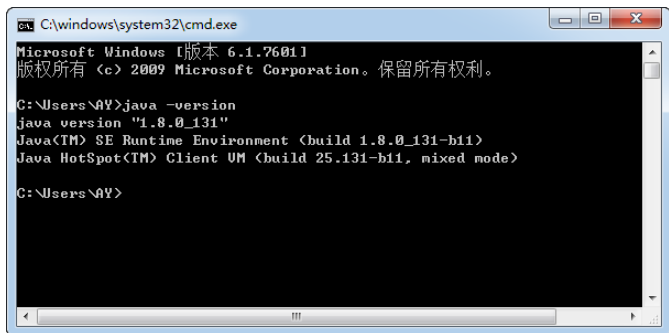 C:\windows\system32\cmd.exe
Microsoft Windows [版本 6.1.7601]
版权所有 (c) 2009 Microsoft Corporation。保留所有权利。
C:\Users\AY>java -version
java version "1.8.0_131"
Java(TM) SE Runtime Environment (build 1.8.0_131-b11)
Java HotSpot(TM) Client VM (build 25.131-b11, mixed mode)
C:\Users\AY>